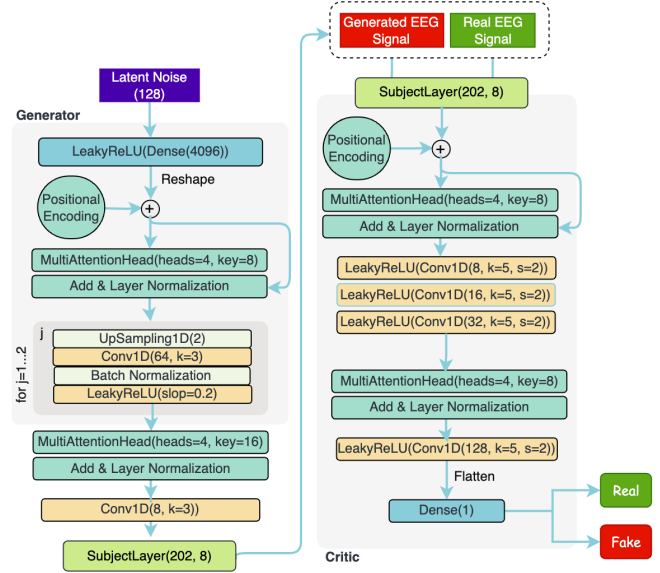 Latent Noise
(128)
Generator
LeakyReLU(Dense(4096))
Reshape
Positional
Encoding
+
MultiAttentionHead(heads=4, key=8)
Add & Layer Normalization
for j=1...2
j
UpSampling1D(2)
Conv1D(64, k=3)
Batch Normalization
LeakyReLU(slop=0.2)
MultiAttentionHead(heads=4, key=16)
Add & Layer Normalization
Conv1D(8, k=3))
SubjectLayer(202, 8)
Generated EEG
Signal
Real EEG
Signal
SubjectLayer(202, 8)
Positional
Encoding
+
MultiAttentionHead(heads=4, key=8)
Add & Layer Normalization
LeakyReLU(Conv1D(8, k=5, s=2))
LeakyReLU(Conv1D(16, k=5, s=2))
LeakyReLU(Conv1D(32, k=5, s=2))
MultiAttentionHead(heads=4, key=8)
Add & Layer Normalization
LeakyReLU(Conv1D(128, k=5, s=2))
Flatten
Dense(1)
Real
Fake
Critic